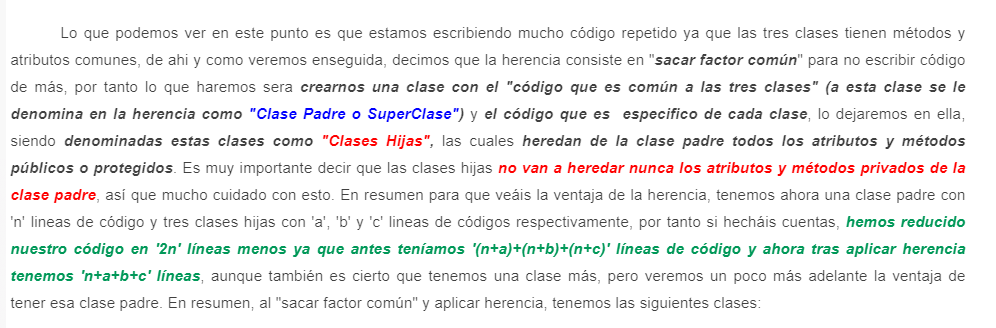 Lo que podemos ver en este punto es que estamos escribiendo mucho código repetido ya que las tres clases tienen métodos y
atributos comunes, de ahi y como veremos enseguida, decimos que la herencia consiste en "sacar factor común" para no escribir código
de más, por tanto lo que haremos sera crearnos una clase con el "código que es común a las tres clases" (a esta clase se le
denomina en la herencia como "Clase Padre o SuperClase") y el código que es especifico de cada clase, lo dejaremos en ella,
siendo denominadas estas clases como "Clases Hijas", las cuales heredan de la clase padre todos los atributos y métodos
públicos o protegidos. Es muy importante decir que las clases hijas no van a heredar nunca los atributos y métodos privados de la
clase padre, así que mucho cuidado con esto. En resumen para que veáis la ventaja de la herencia, tenemos ahora una clase padre con
'n' lineas de código y tres clases hijas con 'a', 'b' y 'c' lineas de códigos respectivamente, por tanto si hecháis cuentas, hemos reducido
nuestro código en '2n' líneas menos ya que antes teníamos '(n+a)+(n+b)+(n+c)' líneas de código y ahora tras aplicar herencia
tenemos 'n+a+b+c' líneas, aunque también es cierto que tenemos una clase más, pero veremos un poco más adelante la ventaja de
tener esa clase padre. En resumen, al "sacar factor común" y aplicar herencia, tenemos las siguientes clases: